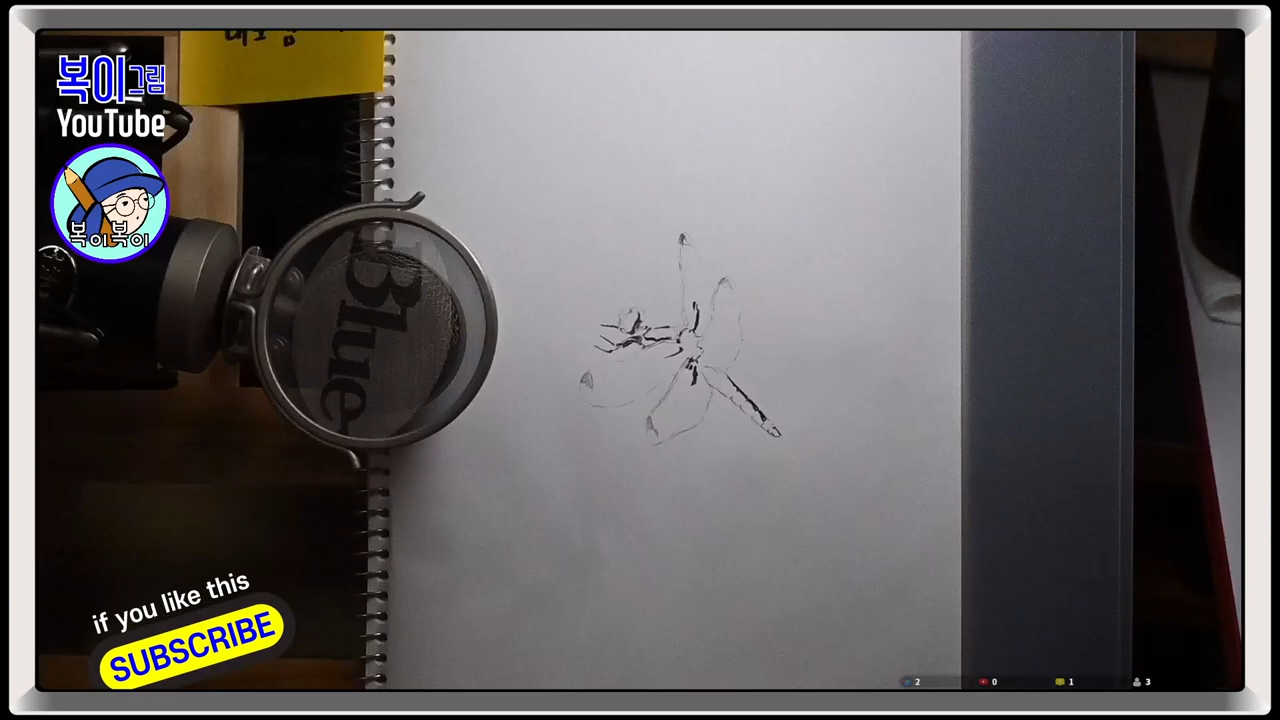 복이그림
YouTube
복이복이
Blue
if you like this
SUBSCRIBE
2
0
1
3